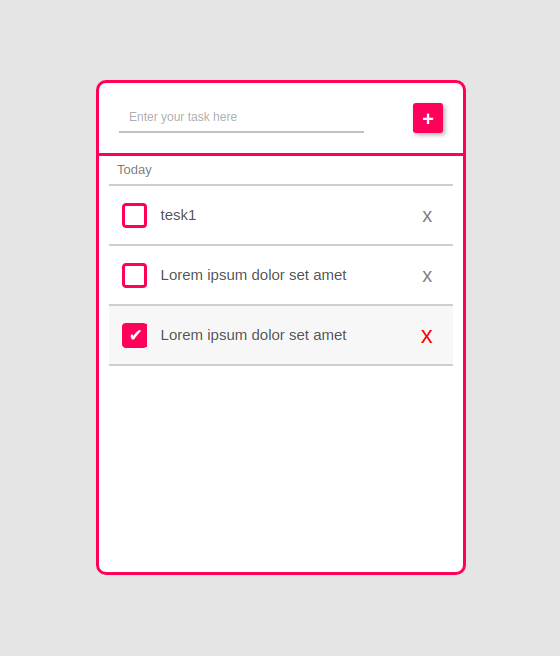 Enter your task here
+
Today
tesk1 x
Lorem ipsum dolor set amet x
✔ Lorem ipsum dolor set amet x